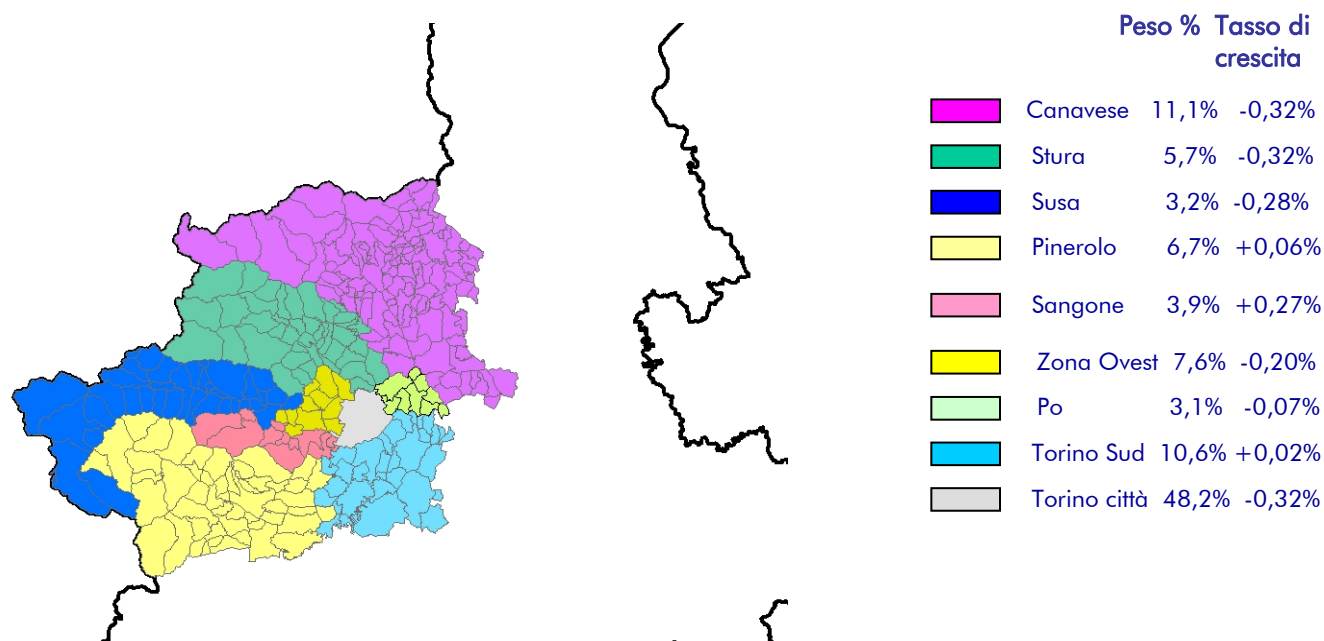 Peso % Tasso di
crescita
Canavese 11,1% -0,32%
Stura 5,7% -0,32%
Susa 3,2% -0,28%
Pinerolo 6,7% +0,06%
Sangone 3,9% +0,27%
Zona Ovest 7,6% -0,20%
Po 3,1% -0,07%
Torino Sud 10,6% +0,02%
Torino città 48,2% -0,32%